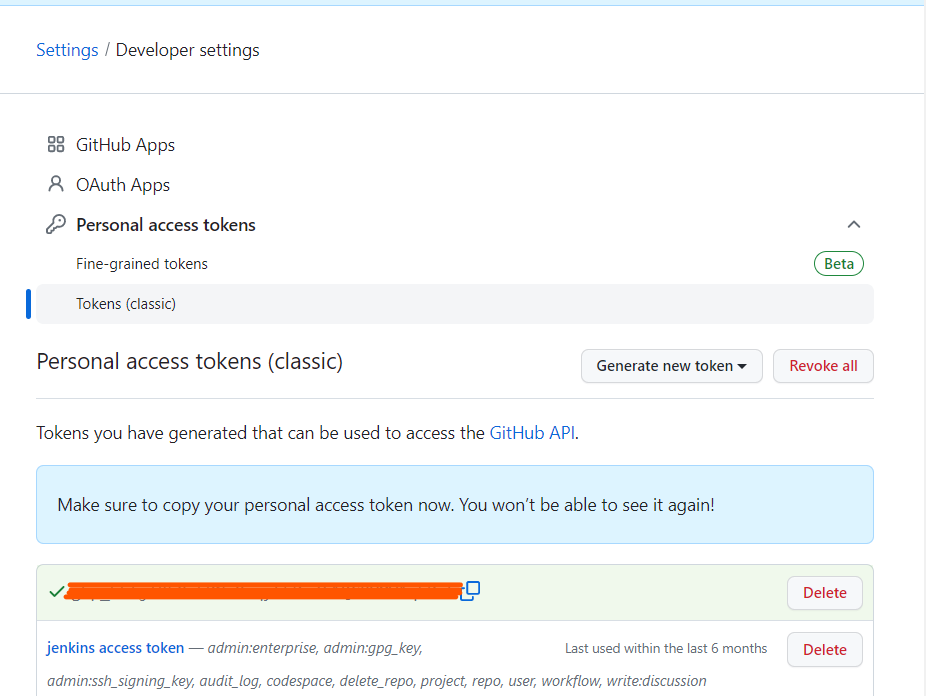 Settings / Developer settings
GitHub Apps
OAuth Apps
Personal access tokens
Fine-grained tokens
Beta
Tokens (classic)
Personal access tokens (classic)
Generate new token
Revoke all
Tokens you have generated that can be used to access the GitHub API.
Make sure to copy your personal access token now. You won’t be able to see it again!
Delete
jenkins access token — admin:enterprise, admin:gpg_key,
Last used within the last 6 months
Delete
admin:ssh_signing_key, audit_log, codespace, delete_repo, project, repo, user, workflow, write:discussion